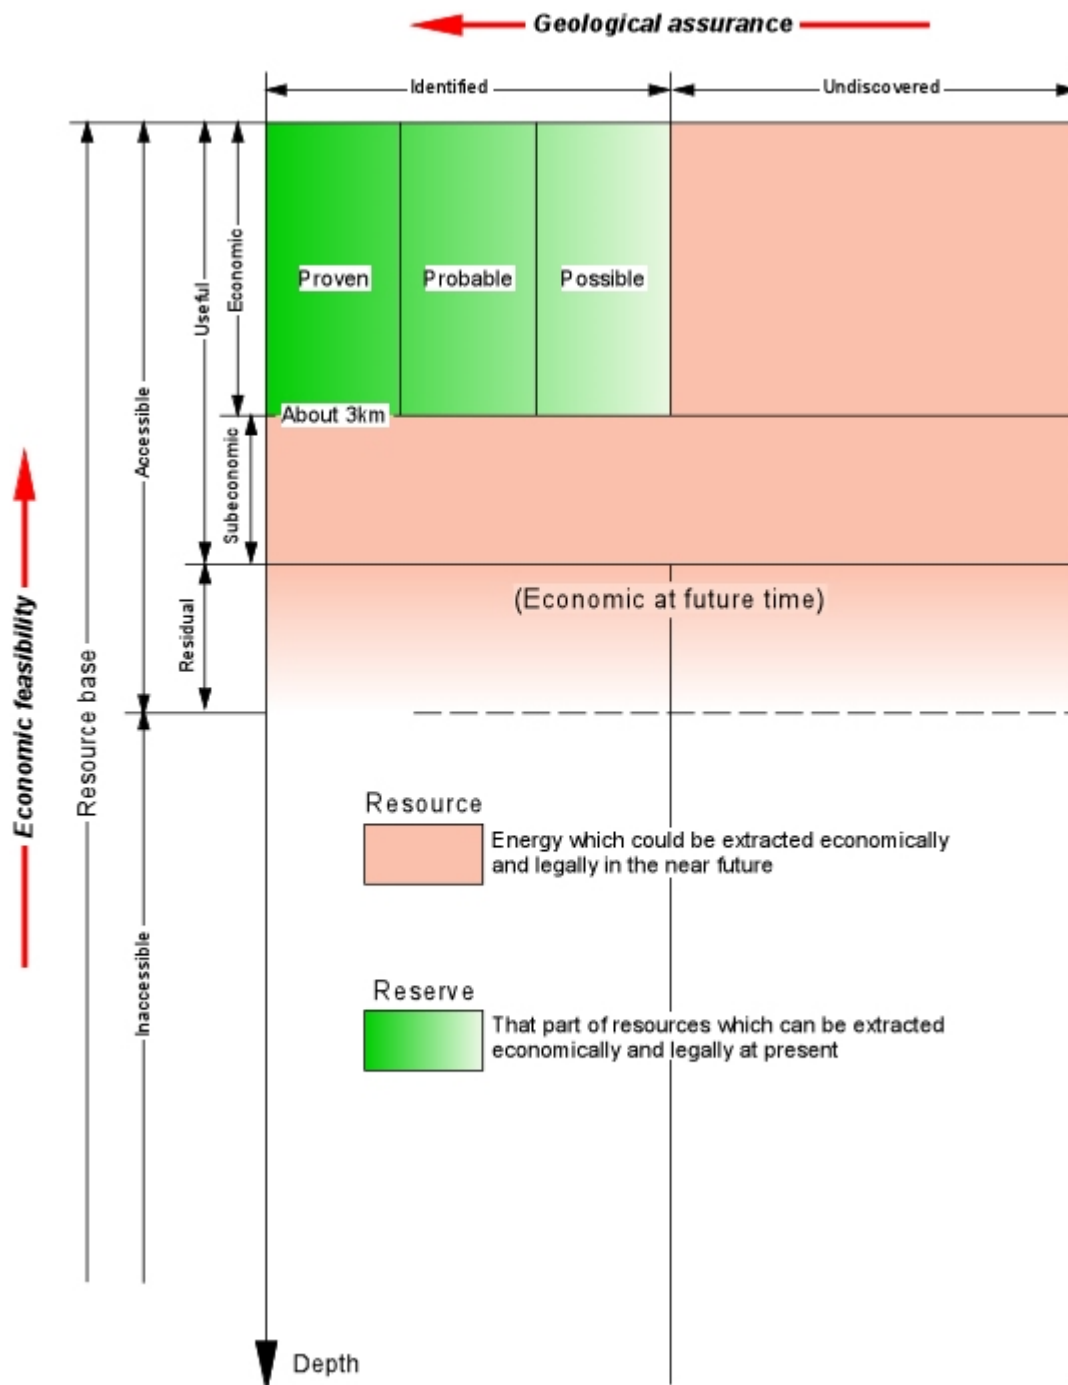 Geological assurance
Identified
Undiscovered
Economic
Useful
Accessible
Resource base
Economic feasibility
Proven
Probable
Possible
About 3km
Subeconomic
Residual
(Economic at future time)
Inaccessible
Resource
Energy which could be extracted economically
and legally in the near future
Reserve
That part of resources which can be extracted
economically and legally at present
Depth